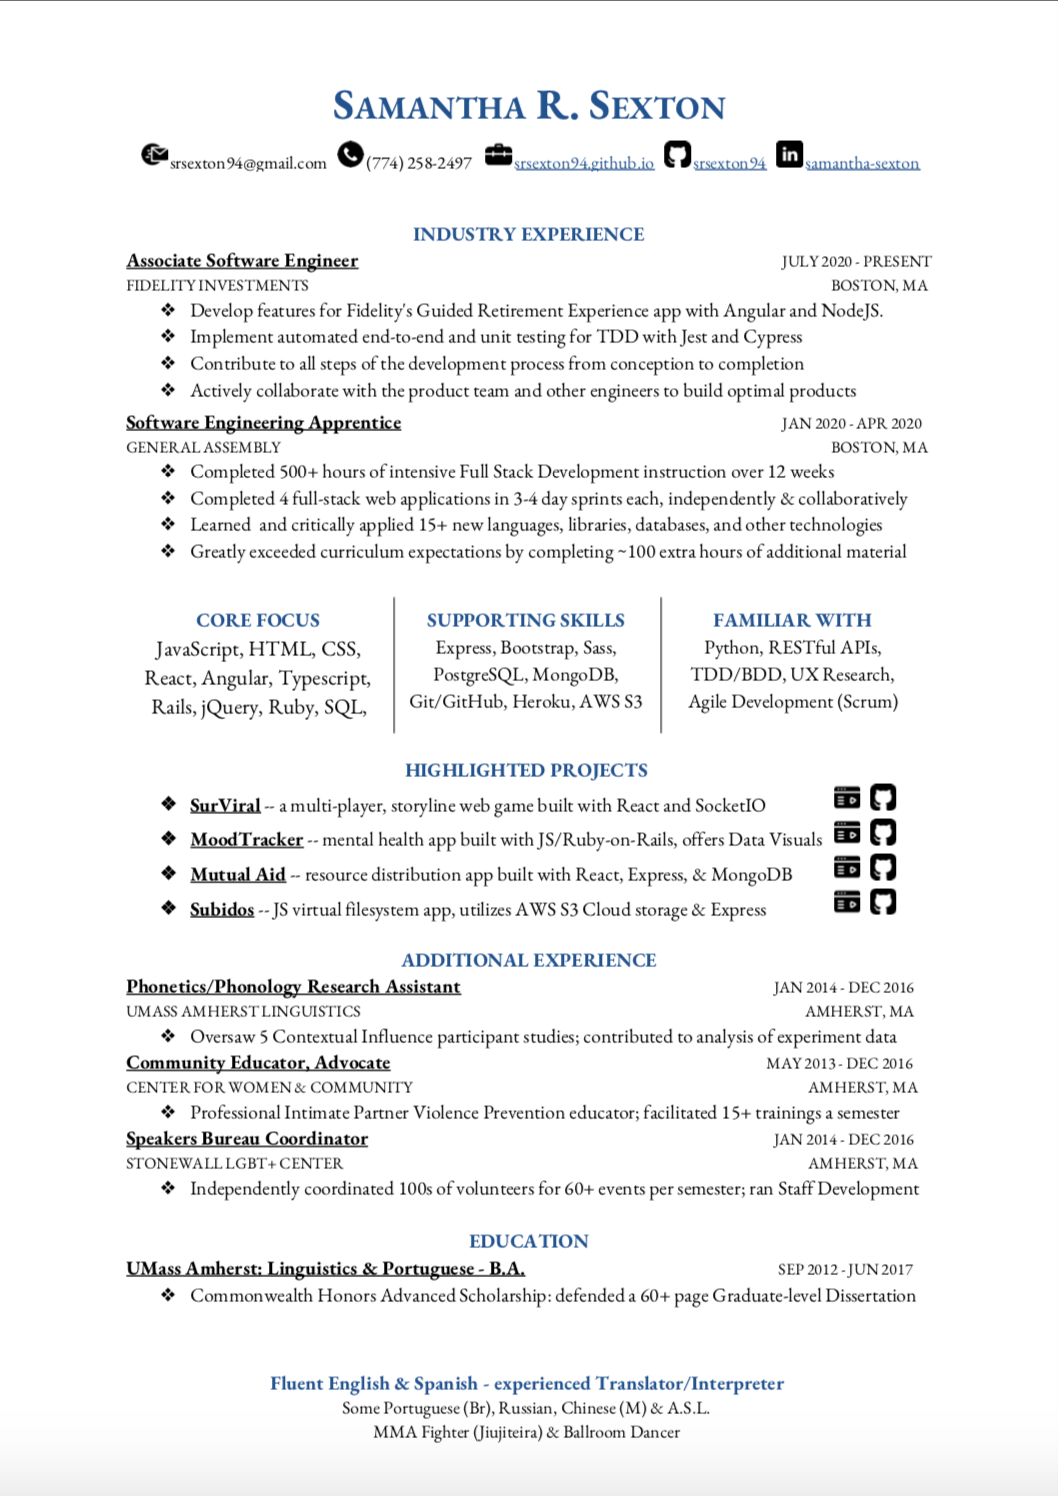 SAMANTHA R. SEXTON
srsexton94@gmail.com (774) 258-2497 srsexton94.github.io srsexton94 in samantha-sexton
INDUSTRY EXPERIENCE
Associate Software Engineer JULY 2020 - PRESENT
FIDELITY INVESTMENTS BOSTON, MA
❖ Develop features for Fidelity's Guided Retirement Experience app with Angular and NodeJS.
❖ Implement automated end-to-end and unit testing for TDD with Jest and Cypress
❖ Contribute to all steps of the development process from conception to completion
❖ Actively collaborate with the product team and other engineers to build optimal products
Software Engineering Apprentice JAN 2020 - APR 2020
GENERAL ASSEMBLY BOSTON, MA
❖ Completed 500+ hours of intensive Full Stack Development instruction over 12 weeks
❖ Completed 4 full-stack web applications in 3-4 day sprints each, independently & collaboratively
❖ Learned and critically applied 15+ new languages, libraries, databases, and other technologies
❖ Greatly exceeded curriculum expectations by completing ~100 extra hours of additional material
CORE FOCUS
JavaScript, HTML, CSS,
React, Angular, Typescript,
Rails, jQuery, Ruby, SQL,
SUPPORTING SKILLS
Express, Bootstrap, Sass,
PostgreSQL, MongoDB,
Git/GitHub, Heroku, AWS S3
FAMILIAR WITH
Python, RESTful APIs,
TDD/BDD, UX Research,
Agile Development (Scrum)
HIGHLIGHTED PROJECTS
❖ SurViral -- a multi-player, storyline web game built with React and SocketIO
❖ MoodTracker -- mental health app built with JS/Ruby-on-Rails, offers Data Visuals
❖ Mutual Aid -- resource distribution app built with React, Express, & MongoDB
❖ Subidos -- JS virtual filesystem app, utilizes AWS S3 Cloud storage & Express
ADDITIONAL EXPERIENCE
Phonetics/Phonology Research Assistant JAN 2014 - DEC 2016
UMASS AMHERST LINGUISTICS AMHERST, MA
❖ Oversaw 5 Contextual Influence participant studies; contributed to analysis of experiment data
Community Educator, Advocate MAY 2013 - DEC 2016
CENTER FOR WOMEN & COMMUNITY AMHERST, MA
❖ Professional Intimate Partner Violence Prevention educator; facilitated 15+ trainings a semester
Speakers Bureau Coordinator JAN 2014 - DEC 2016
STONEWALL LGBT+ CENTER AMHERST, MA
❖ Independently coordinated 100s of volunteers for 60+ events per semester; ran Staff Development
EDUCATION
UMass Amherst: Linguistics & Portuguese - B.A. SEP 2012 - JUN 2017
❖ Commonwealth Honors Advanced Scholarship: defended a 60+ page Graduate-level Dissertation
Fluent English & Spanish - experienced Translator/Interpreter
Some Portuguese (Br), Russian, Chinese (M) & A.S.L.
MMA Fighter (Jiujiteira) & Ballroom Dancer